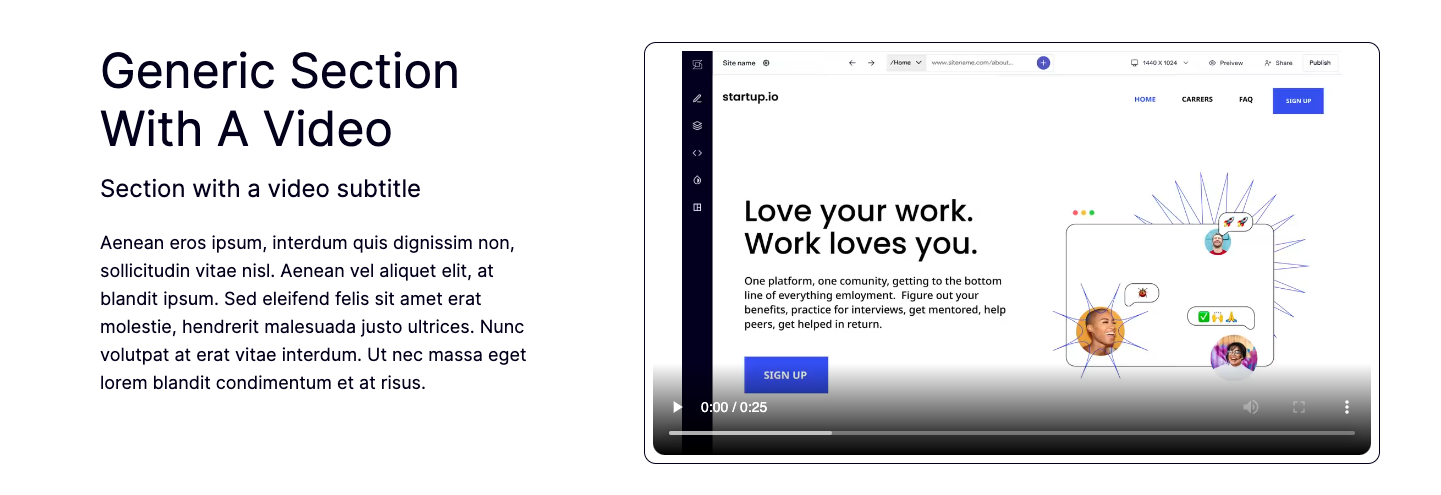 Generic Section
With A Video
Section with a video subtitle
Aenean eros ipsum, interdum quis dignissim non,
sollicitudin vitae nisl. Aenean vel aliquet elit, at
blandit ipsum. Sed eleifend felis sit amet erat
molestie, hendrerit malesuada justo ultrices. Nunc
volutpat at erat vitae interdum. Ut nec massa eget
lorem blandit condimentum et at risus.
Site name
/Home
www.sitename.com/about...
1440 X 1024
Preivew
Share
Publish
startup.io
HOME CARRERS FAQ SIGN UP
Love your work.
Work loves you.
One platform, one comunity, getting to the bottom
line of everything emloyment. Figure out your
benefits, practice for interviews, get mentored, help
peers, get helped in return.
SIGN UP
0:00 / 0:25